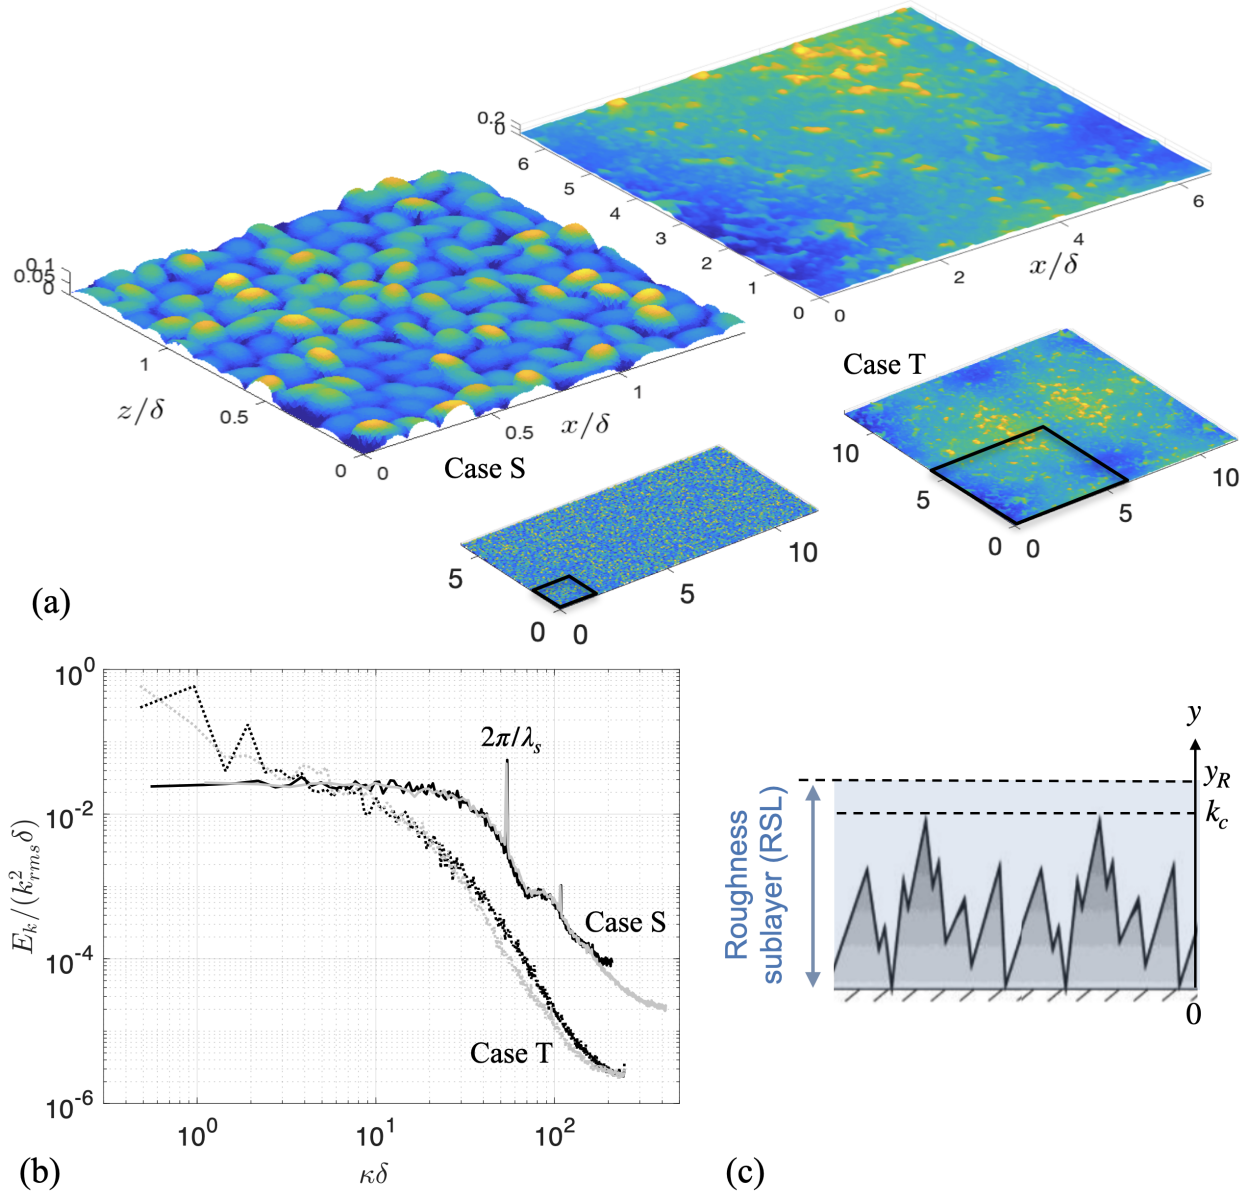 0.2
0
6
5
4
3
2
1
0
0
2
4
6
x/δ
0.1
0.05
0
1
0.5
0
z/δ
0
0.5
1
x/δ
Case S
Case T
10
5
0
0
5
10
5
0
0
5
10
(a)
10^0
10^-2
10^-4
10^-6
E_k/(k^2_rms δ)
2π/λ_s
Case S
Case T
10^0
10^1
10^2
κδ
(b)
y
y_R
k_c
0
Roughness
sublayer (RSL)
(c)